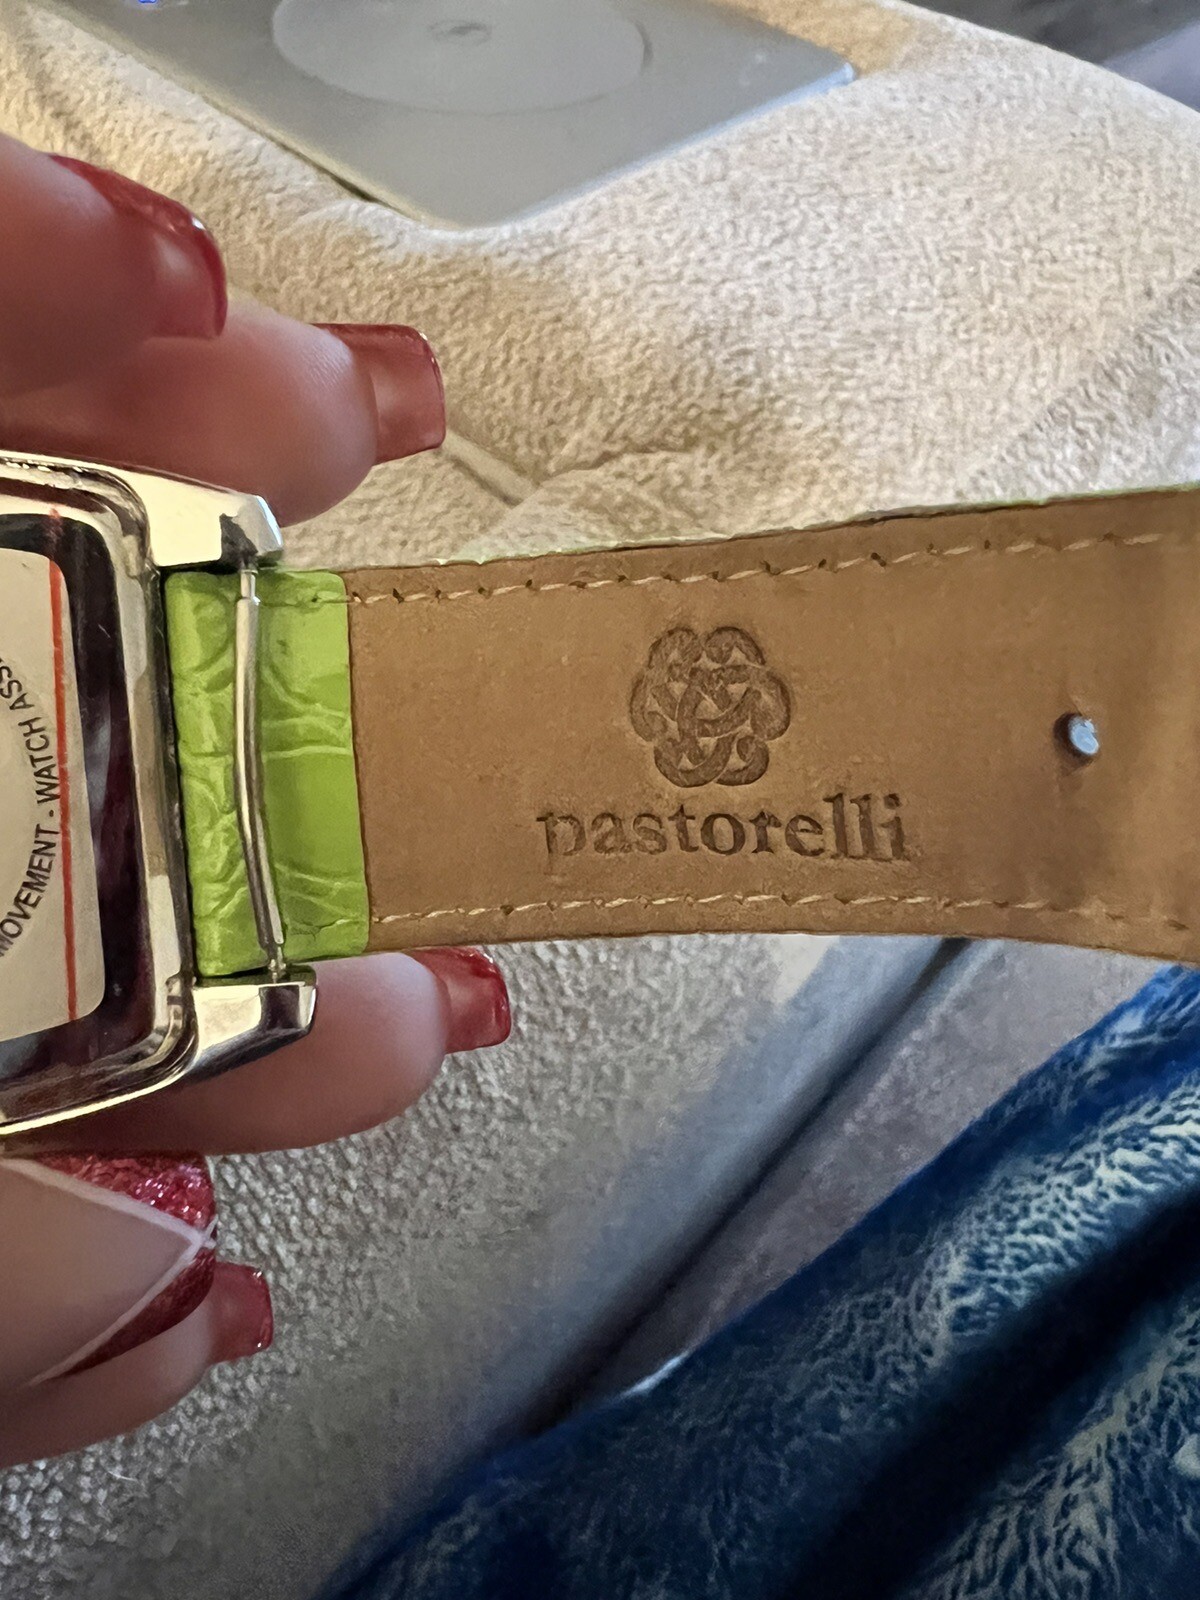 MOVEMENT - WATCH ASS
pastorelli